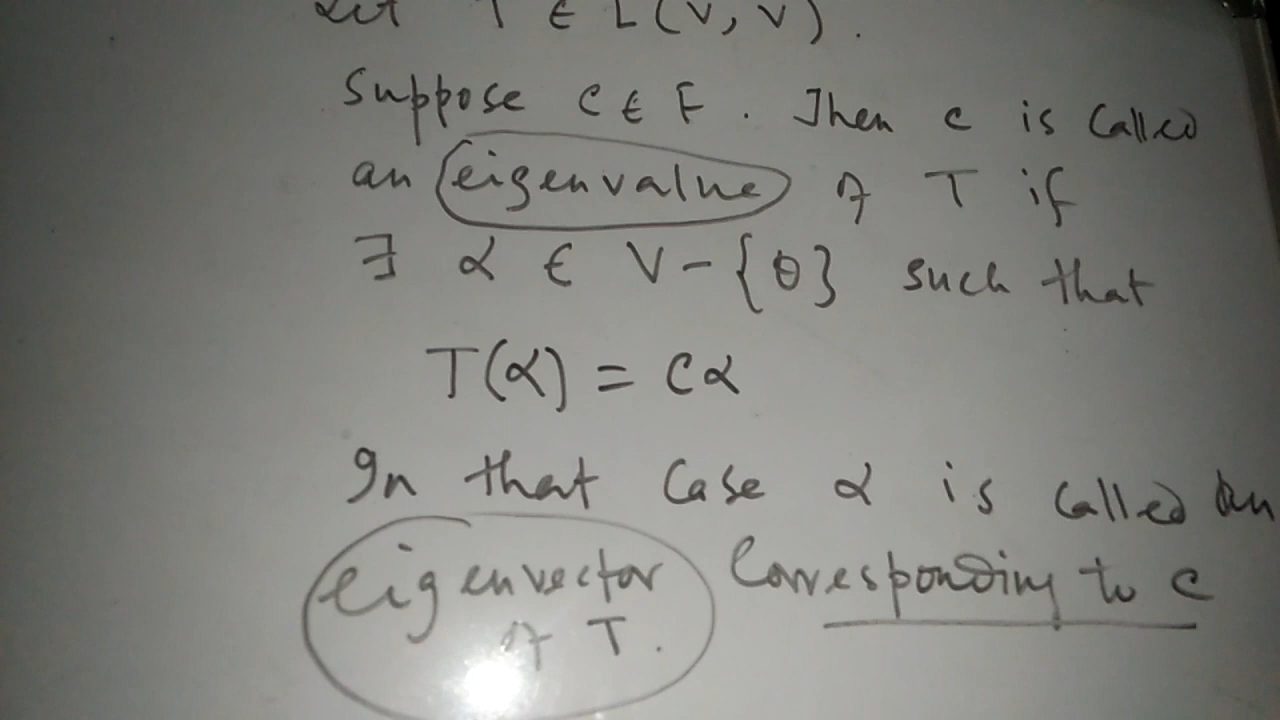 Let T ∈ L(V, V).
Suppose c ∈ F. Then c is called
an eigenvalue of T if
∃ α ∈ V - {θ} such that
T(α) = cα
In that case α is called an
eigenvector corresponding to c
of T.